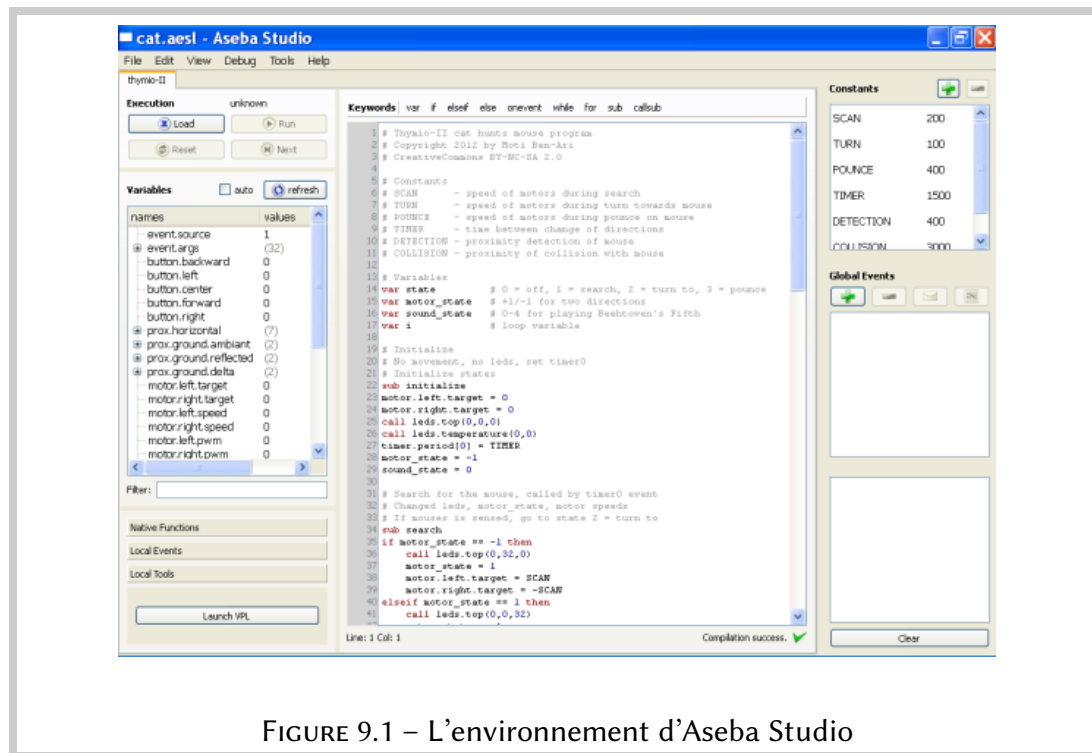 cat.aesl - Aseba Studio
File Edit View Debug Tools Help
thymio-II
Execution unknown
Load Run
Reset Next
Variables auto refresh
names values
event.source 1
event.args (32)
button.backward 0
button.left 0
button.center 0
button.forward 0
button.right 0
prox.horizontal (7)
prox.ground.ambiant (2)
prox.ground.reflected (2)
prox.ground.delta (2)
motor.left.target 0
motor.right.target 0
motor.left.speed 0
motor.right.speed 0
motor.left.pwm 0
motor.right.pwm 0
Filter:
Native Functions
Local Events
Local Tools
Launch VPL
Keywords var if elseif else onevent while for sub callsub
1 # Thymio-II cat hunts mouse program
2 # Copyright 2012 by Moti Ben-Ari
3 # CreativeCommons BY-NC-SA 2.0
4
5 # Constants
6 # SCAN - speed of motors during search
7 # TURN - speed of motors during turn towards mouse
8 # POUNCE - speed of motors during pounce on mouse
9 # TIMER - time between change of directions
10 # DETECTION - proximity detection of mouse
11 # COLLISION - proximity of collision with mouse
12
13 # Variables
14 var state # 0 = off, 1 = search, 2 = turn to, 3 = pounce
15 var motor_state # +1/-1 for two directions
16 var sound_state # 0-4 for playing Beehtoven's Fifth
17 var i # loop variable
18
19 # Initialize
20 # No movement, no leds, set timer0
21 # Initialize states
22 sub initialize
23 motor.left.target = 0
24 motor.right.target = 0
25 call leds.top(0,0,0)
26 call leds.temperature(0,0)
27 timer.period[0] = TIMER
28 motor_state = -1
29 sound_state = 0
30
31 # Search for the mouse, called by timer0 event
32 # Changed leds, motor_state, motor speeds
33 # If mouses is sensed, go to state 2 = turn to
34 sub search
35 if motor_state == -1 then
36 call leds.top(0,32,0)
37 motor_state = 1
38 motor.left.target = SCAN
39 motor.right.target = -SCAN
40 elseif motor_state == 1 then
41 call leds.top(0,0,32)
Line: 1 Col: 1 Compilation success.
Constants
SCAN 200
TURN 100
POUNCE 400
TIMER 1500
DETECTION 400
COLLISION 3000
Global Events
Clear
FIGURE 9.1 – L'environnement d'Aseba Studio